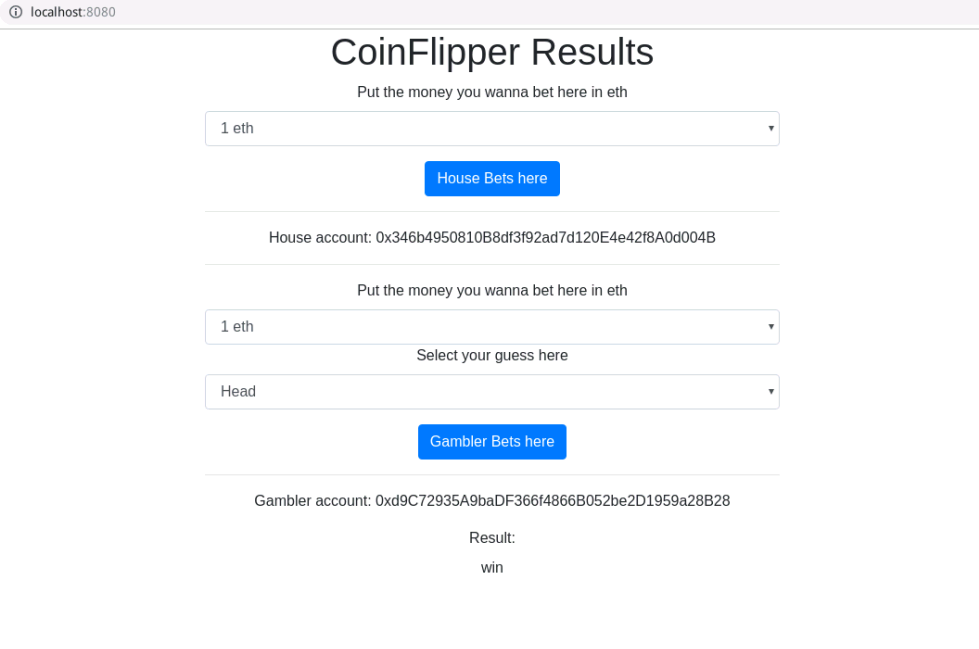 localhost:8080
CoinFlipper Results
Put the money you wanna bet here in eth
1 eth
House Bets here
House account: 0x346b4950810B8df3f92ad7d120E4e42f8A0d004B
Put the money you wanna bet here in eth
1 eth
Select your guess here
Head
Gambler Bets here
Gambler account: 0xd9C72935A9baDF366f4866B052be2D1959a28B28
Result:
win